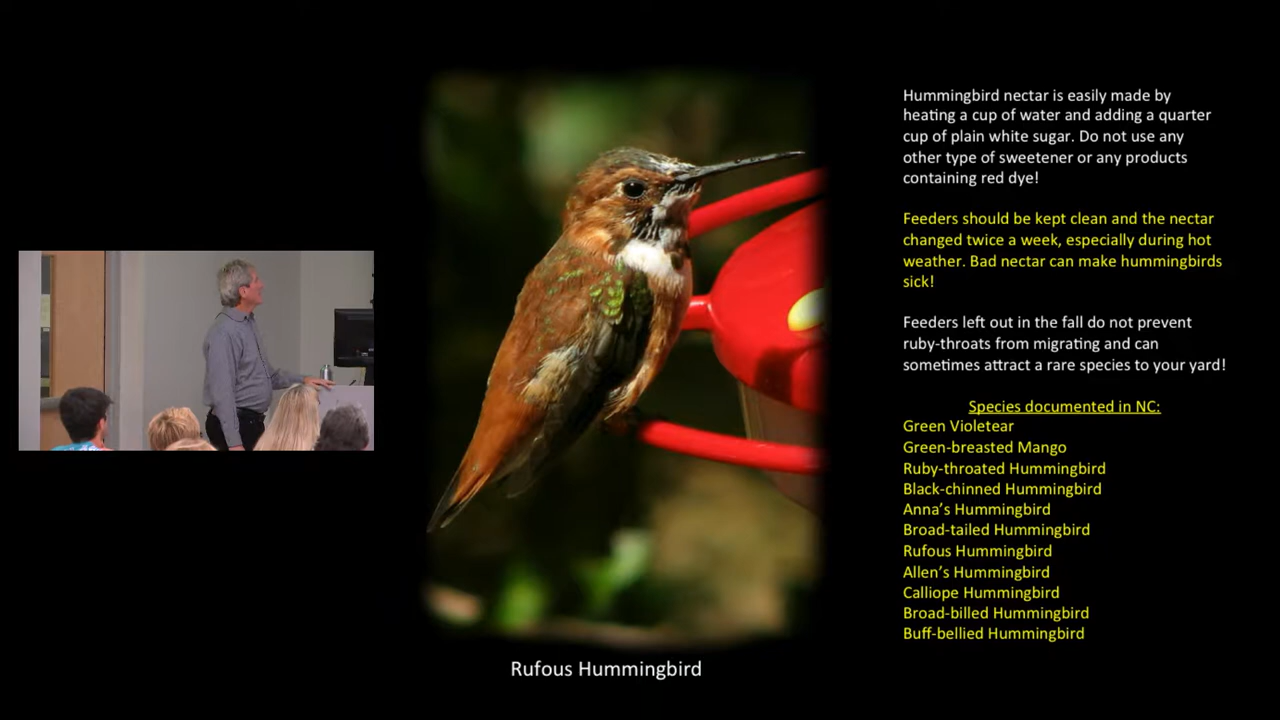 Hummingbird nectar is easily made by
heating a cup of water and adding a quarter
cup of plain white sugar. Do not use any
other type of sweetener or any products
containing red dye!
Feeders should be kept clean and the nectar
changed twice a week, especially during hot
weather. Bad nectar can make hummingbirds
sick!
Feeders left out in the fall do not prevent
ruby-throats from migrating and can
sometimes attract a rare species to your yard!
Species documented in NC:
Green Violetear
Green-breasted Mango
Ruby-throated Hummingbird
Black-chinned Hummingbird
Anna’s Hummingbird
Broad-tailed Hummingbird
Rufous Hummingbird
Allen’s Hummingbird
Calliope Hummingbird
Broad-billed Hummingbird
Buff-bellied Hummingbird
Rufous Hummingbird